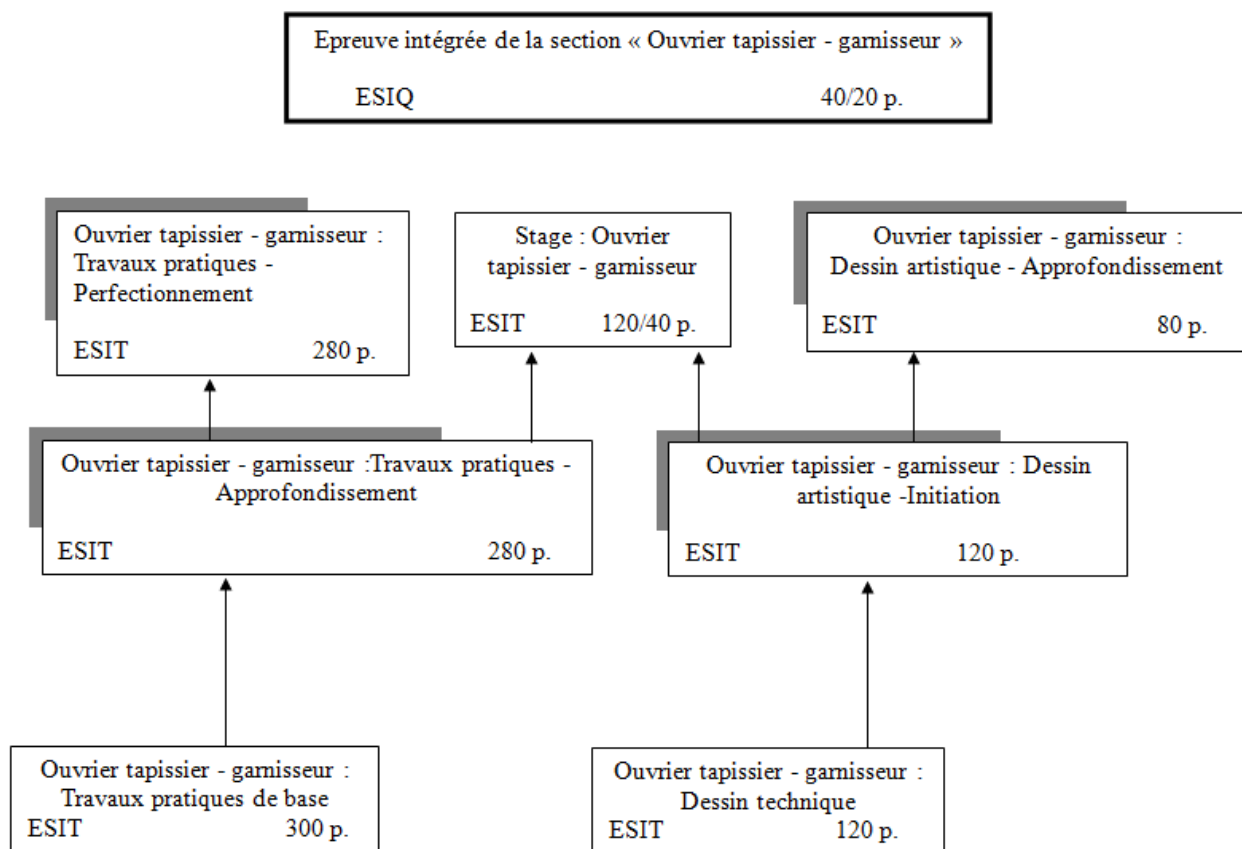 Epreuve intégrée de la section « Ouvrier tapissier - garnisseur »
ESIQ 40/20 p.
Ouvrier tapissier - garnisseur :
Travaux pratiques -
Perfectionnement
ESIT 280 p.
Stage : Ouvrier
tapissier - garnisseur
ESIT 120/40 p.
Ouvrier tapissier - garnisseur :
Dessin artistique - Approfondissement
ESIT 80 p.
Ouvrier tapissier - garnisseur :Travaux pratiques -
Approfondissement
ESIT 280 p.
Ouvrier tapissier - garnisseur : Dessin
artistique -Initiation
ESIT 120 p.
Ouvrier tapissier - garnisseur :
Travaux pratiques de base
ESIT 300 p.
Ouvrier tapissier - garnisseur :
Dessin technique
ESIT 120 p.